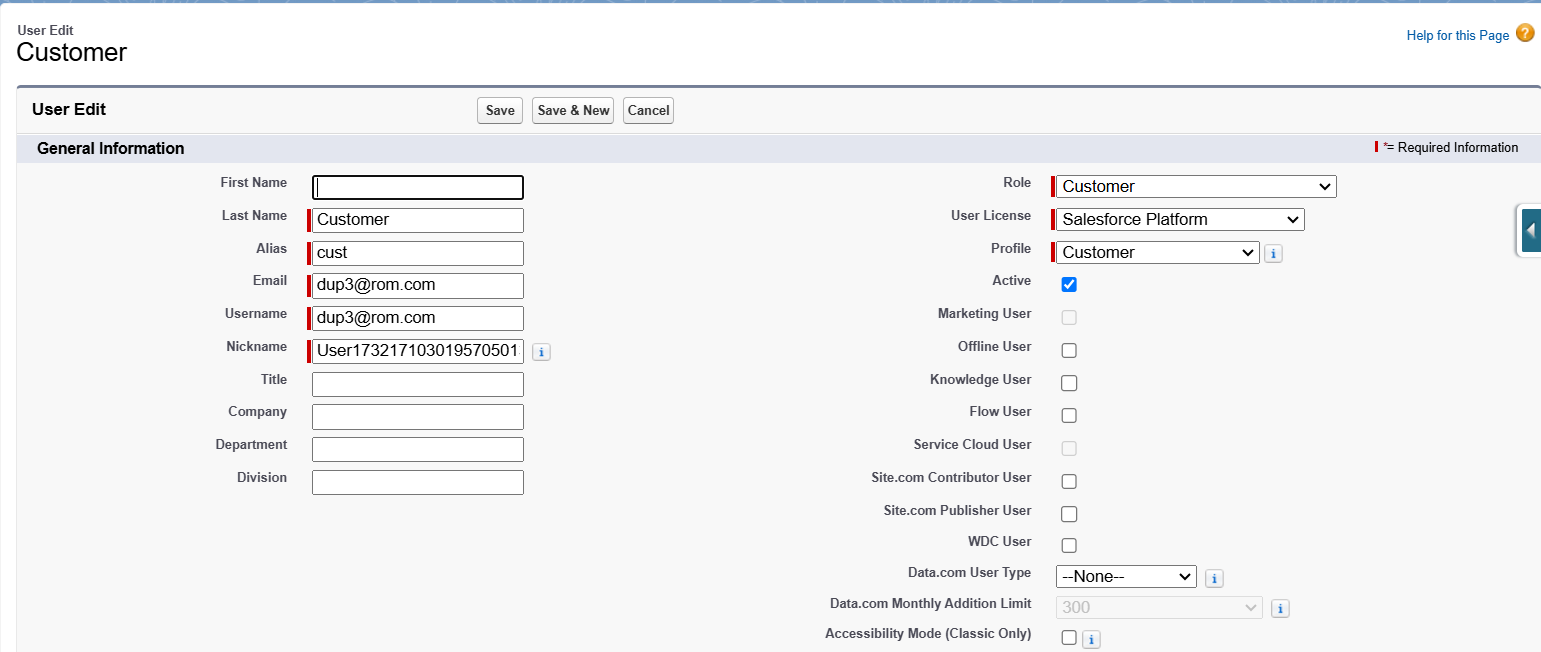 User Edit
Customer
Help for this Page ?
User Edit
Save
Save & New
Cancel
General Information
*= Required Information
First Name
Last Name
Customer
Alias
cust
Email
dup3@rom.com
Username
dup3@rom.com
Nickname
User173217103019570501
i
Title
Company
Department
Division
Role
Customer
User License
Salesforce Platform
Profile
Customer
i
Active
Marketing User
Offline User
Knowledge User
Flow User
Service Cloud User
Site.com Contributor User
Site.com Publisher User
WDC User
Data.com User Type
--None--
i
Data.com Monthly Addition Limit
300
i
Accessibility Mode (Classic Only)
i